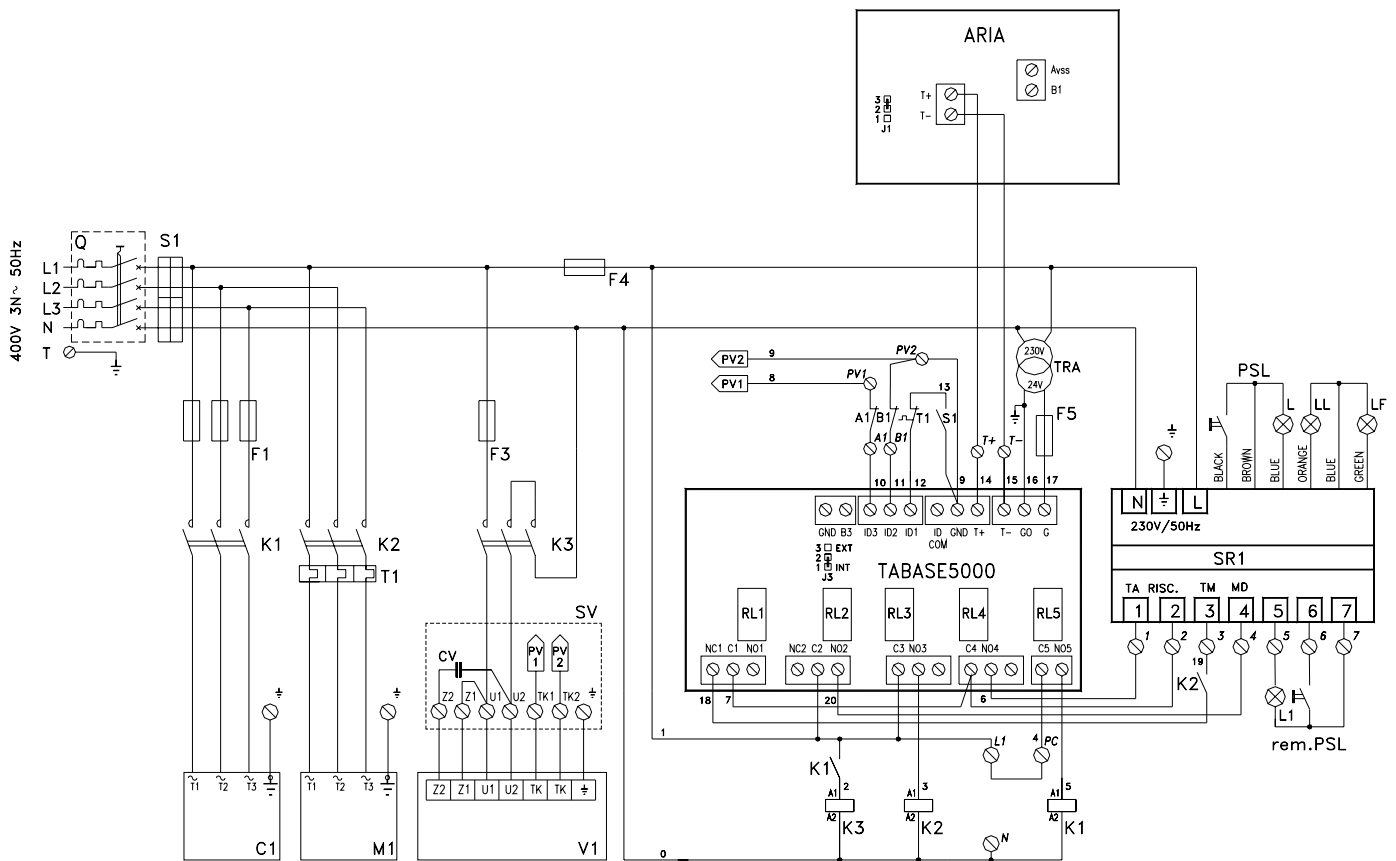 ARIA
Avss
B1
T+
T-
3
2
1
J1
400V 3N~ 50Hz
Q
S1
L1
L2
L3
N
T
F4
PV2 9 PV2
PV1 8 PV1
230V
24V
TRA
13
A1 B1 T1 S1
A1 B1
T+ T-
F5
F1
F3
10 11 12 9 14 15 16 17
PSL
L LL LF
BLACK
BROWN
BLUE
ORANGE
BLUE
GREEN
N L
230V/50Hz
SR1
TA RISC. TM MD
1 2 3 4 5 6 7
1 2 3 4 5 6 7
19
K2
L1
rem.PSL
GND B3 ID3 ID2 ID1 ID COM GND T+ T- G0 G
3 EXT
2
1 INT
J3
TABASE5000
RL1 RL2 RL3 RL4 RL5
NC1 C1 NO1 NC2 C2 NO2 C3 NO3 C4 NO4 C5 NO5
18 7 20 6
K1
K2
T1
K3
SV
CV
PV 1
PV 2
Z2 Z1 U1 U2 TK1 TK2
Z2 Z1 U1 U2 TK TK
V1
T1 T2 T3
C1
T1 T2 T3
M1
1
L1
4 PC
K1
2 3 5
A1 A1 A1
A2 A2 A2
K3 K2 K1
N
0